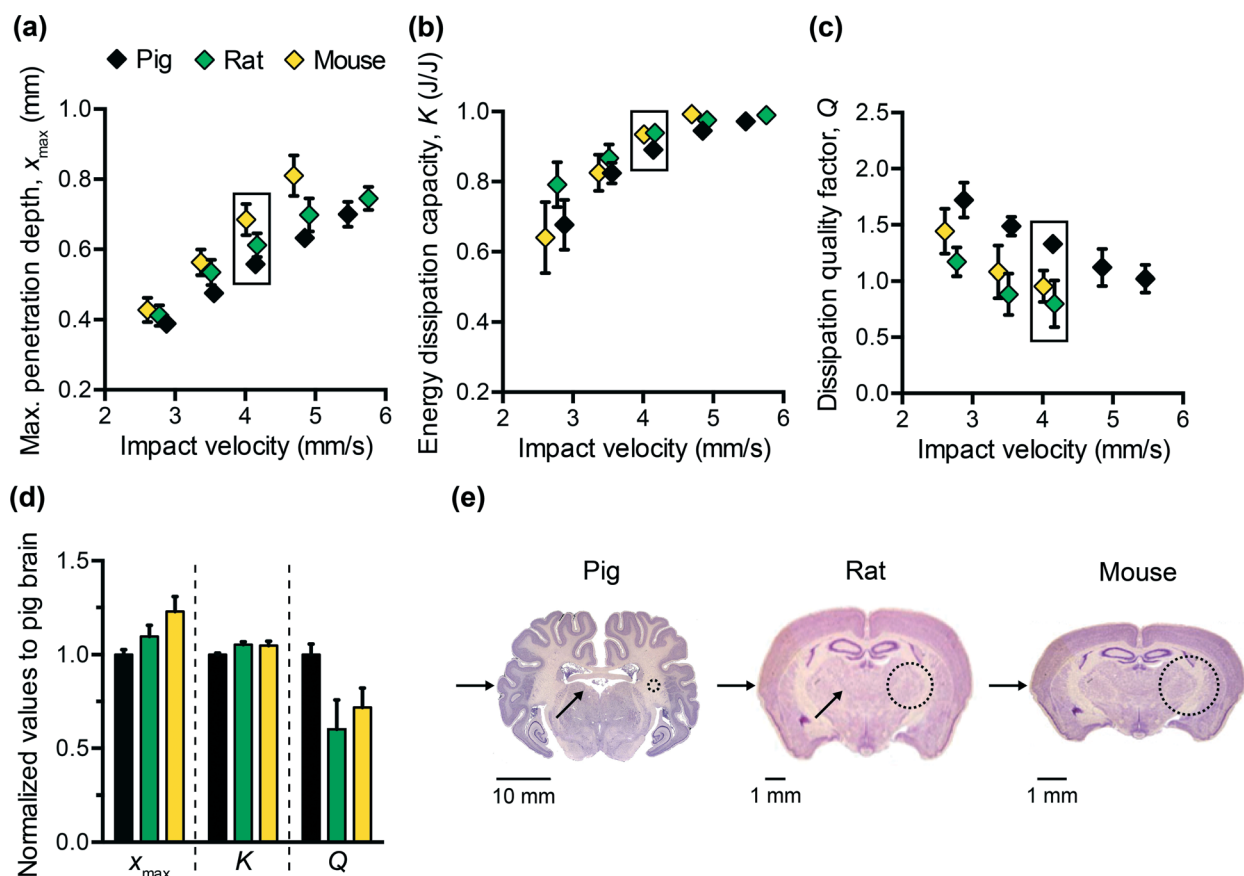 (a)
Pig Rat Mouse
Max. penetration depth, xmax (mm)
1.0
0.8
0.6
0.4
0.2
2 3 4 5 6
Impact velocity (mm/s)
(b)
Energy dissipation capacity, K (J/J)
1.0
0.8
0.6
0.4
0.2
2 3 4 5 6
Impact velocity (mm/s)
(c)
Dissipation quality factor, Q
2.5
2.0
1.5
1.0
0.5
0.0
2 3 4 5 6
Impact velocity (mm/s)
(d)
Normalized values to pig brain
1.5
1.0
0.5
0.0
xmax K Q
(e)
Pig Rat Mouse
10 mm 1 mm 1 mm